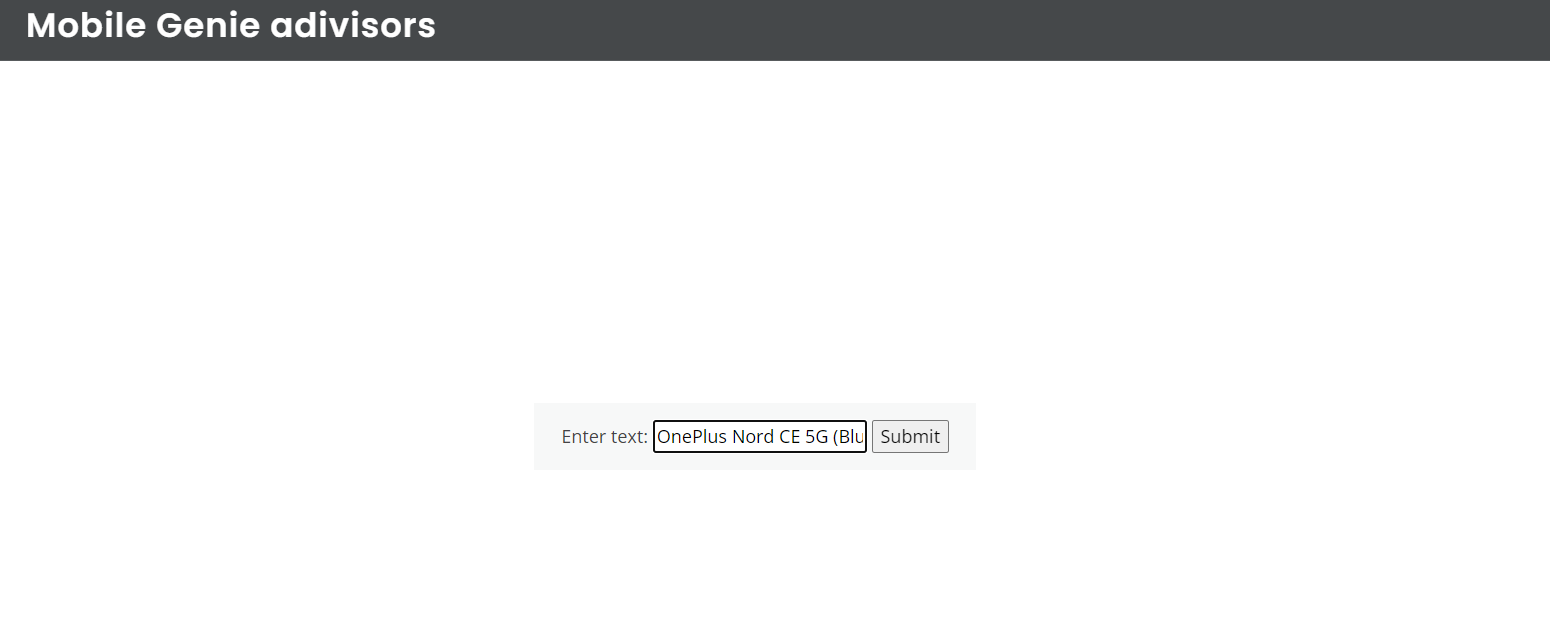 Mobile Genie adivisors
Enter text: OnePlus Nord CE 5G (Blu Submit